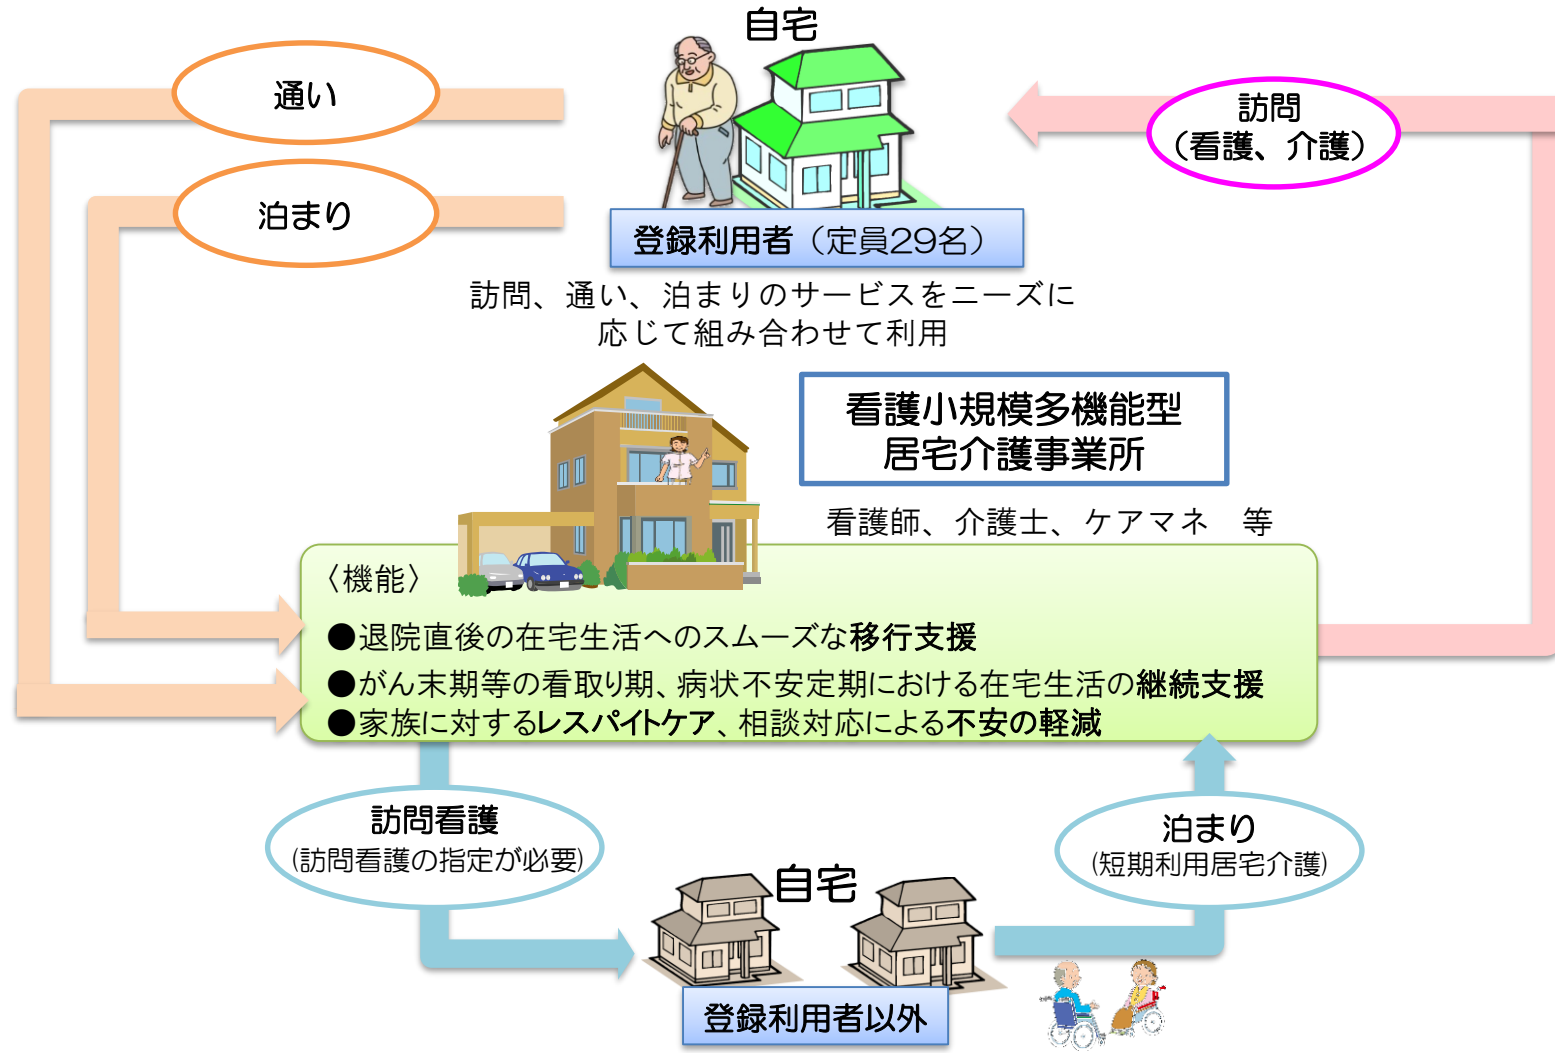 自宅
通い
訪問
（看護、介護）
泊まり
登録利用者（定員29名）
訪問、通い、泊まりのサービスをニーズに
応じて組み合わせて利用
看護小規模多機能型
居宅介護事業所
看護師、介護士、ケアマネ　等
〈機能〉
●退院直後の在宅生活へのスムーズな移行支援
●がん末期等の看取り期、病状不安定期における在宅生活の継続支援
●家族に対するレスパイトケア、相談対応による不安の軽減
訪問看護
(訪問看護の指定が必要)
泊まり
(短期利用居宅介護)
自宅
登録利用者以外